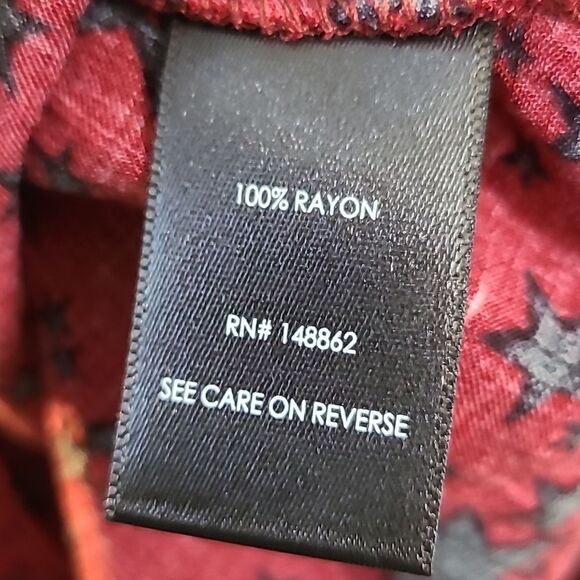 100% RAYON
RN# 148862
SEE CARE ON REVERSE